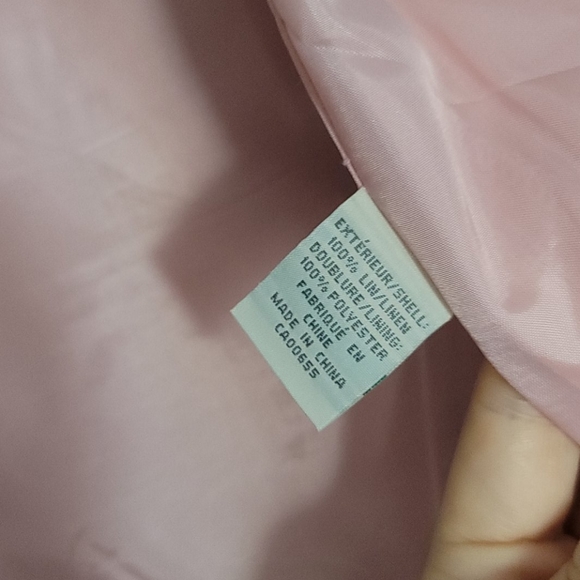 EXTÉRIEUR/SHELL:
100% LIN/LINEN
DOUBLURE/LINING:
100% POLYESTER
FABRIQUÉ EN
CHINE
MADE IN CHINA
CA00655